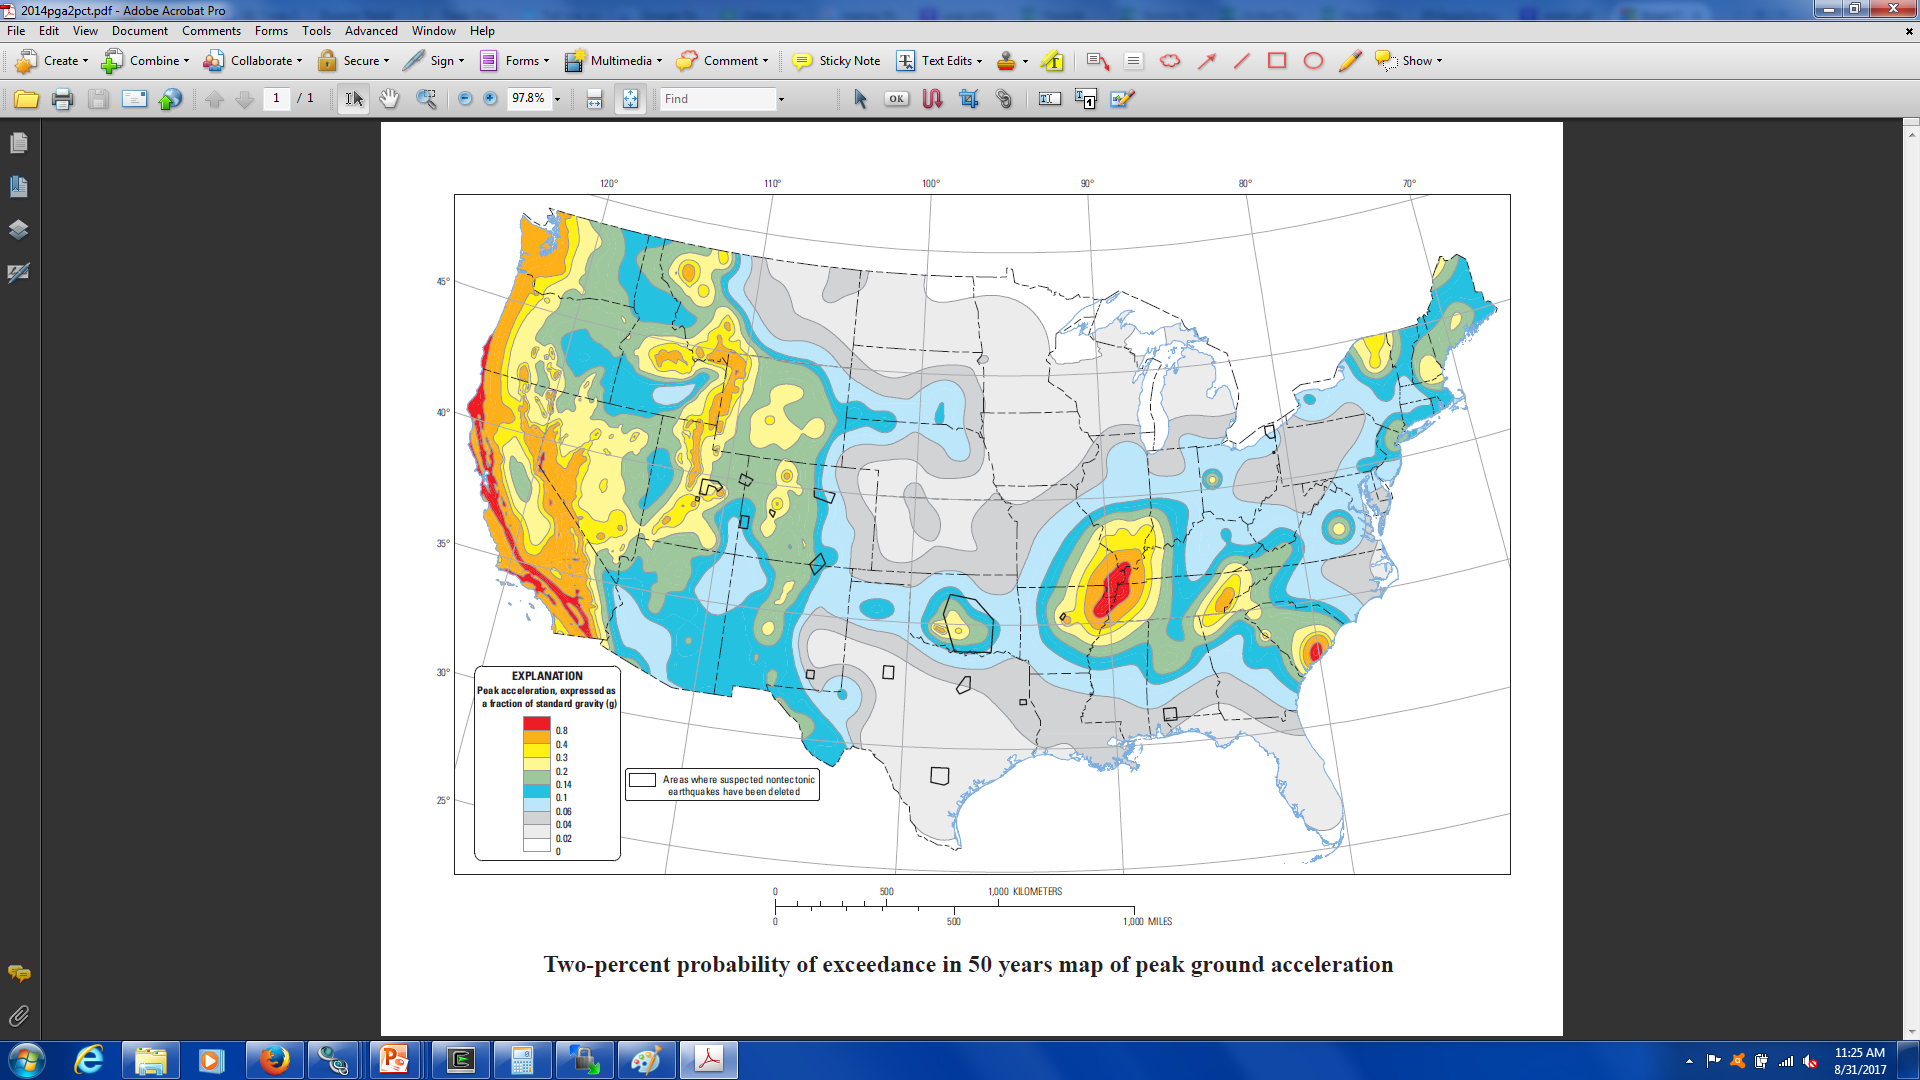 2014pga2pct.pdf - Adobe Acrobat Pro
File Edit View Document Comments Forms Tools Advanced Window Help
Create Combine Collaborate Secure Sign Forms Multimedia Comment Sticky Note Text Edits Show
1 / 1 97.8% Find OK
120° 110° 100° 90° 80° 70°
45°
40°
35°
30°
25°
EXPLANATION
Peak acceleration, expressed as
a fraction of standard gravity (g)
0.8
0.4
0.3
0.2
0.14
0.1
0.06
0.04
0.02
0
Areas where suspected nontectonic
earthquakes have been deleted
0 500 1,000 KILOMETERS
0 500 1,000 MILES
Two-percent probability of exceedance in 50 years map of peak ground acceleration
11:25 AM
8/31/2017